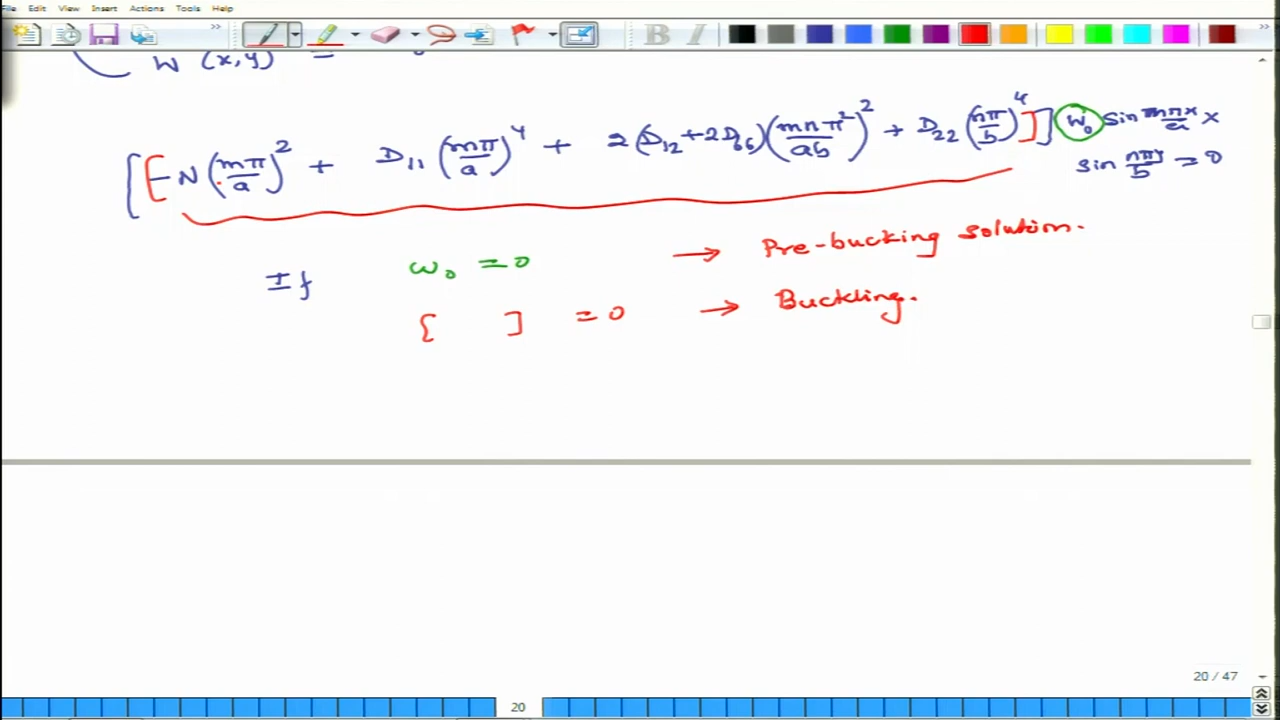 File Edit View Insert Actions Tools Help
B I U
W (x,y) =
[[-N(mπ/a)² + D₁₁(mπ/a)⁴ + 2(D₁₂+2D₆₆)(mnπ²/ab)² + D₂₂(nπ/b)⁴]] W₀ Sin mπx/a x
sin nπy/b = 0
If w₀ = 0 → Pre-bucking solution.
[ ] = 0 → Buckling.
20 / 47
20